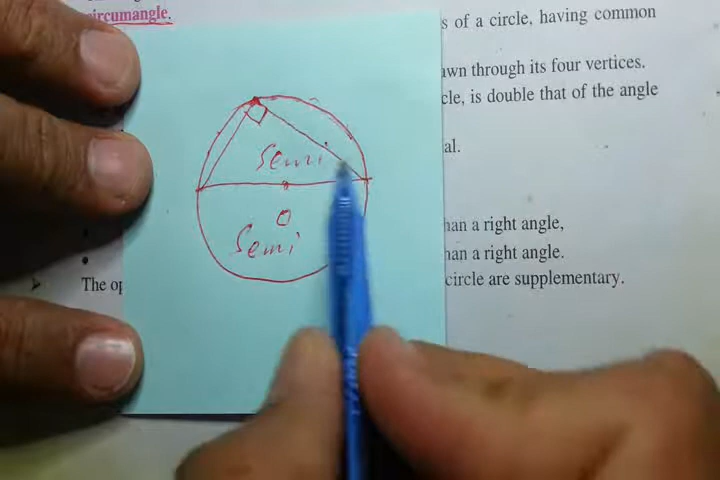 circumangle.
s of a circle, having common
wn through its four vertices.
cle, is double that of the angle
al.
Semi
O
Semi
han a right angle,
han a right angle.
The op
circle are supplementary.